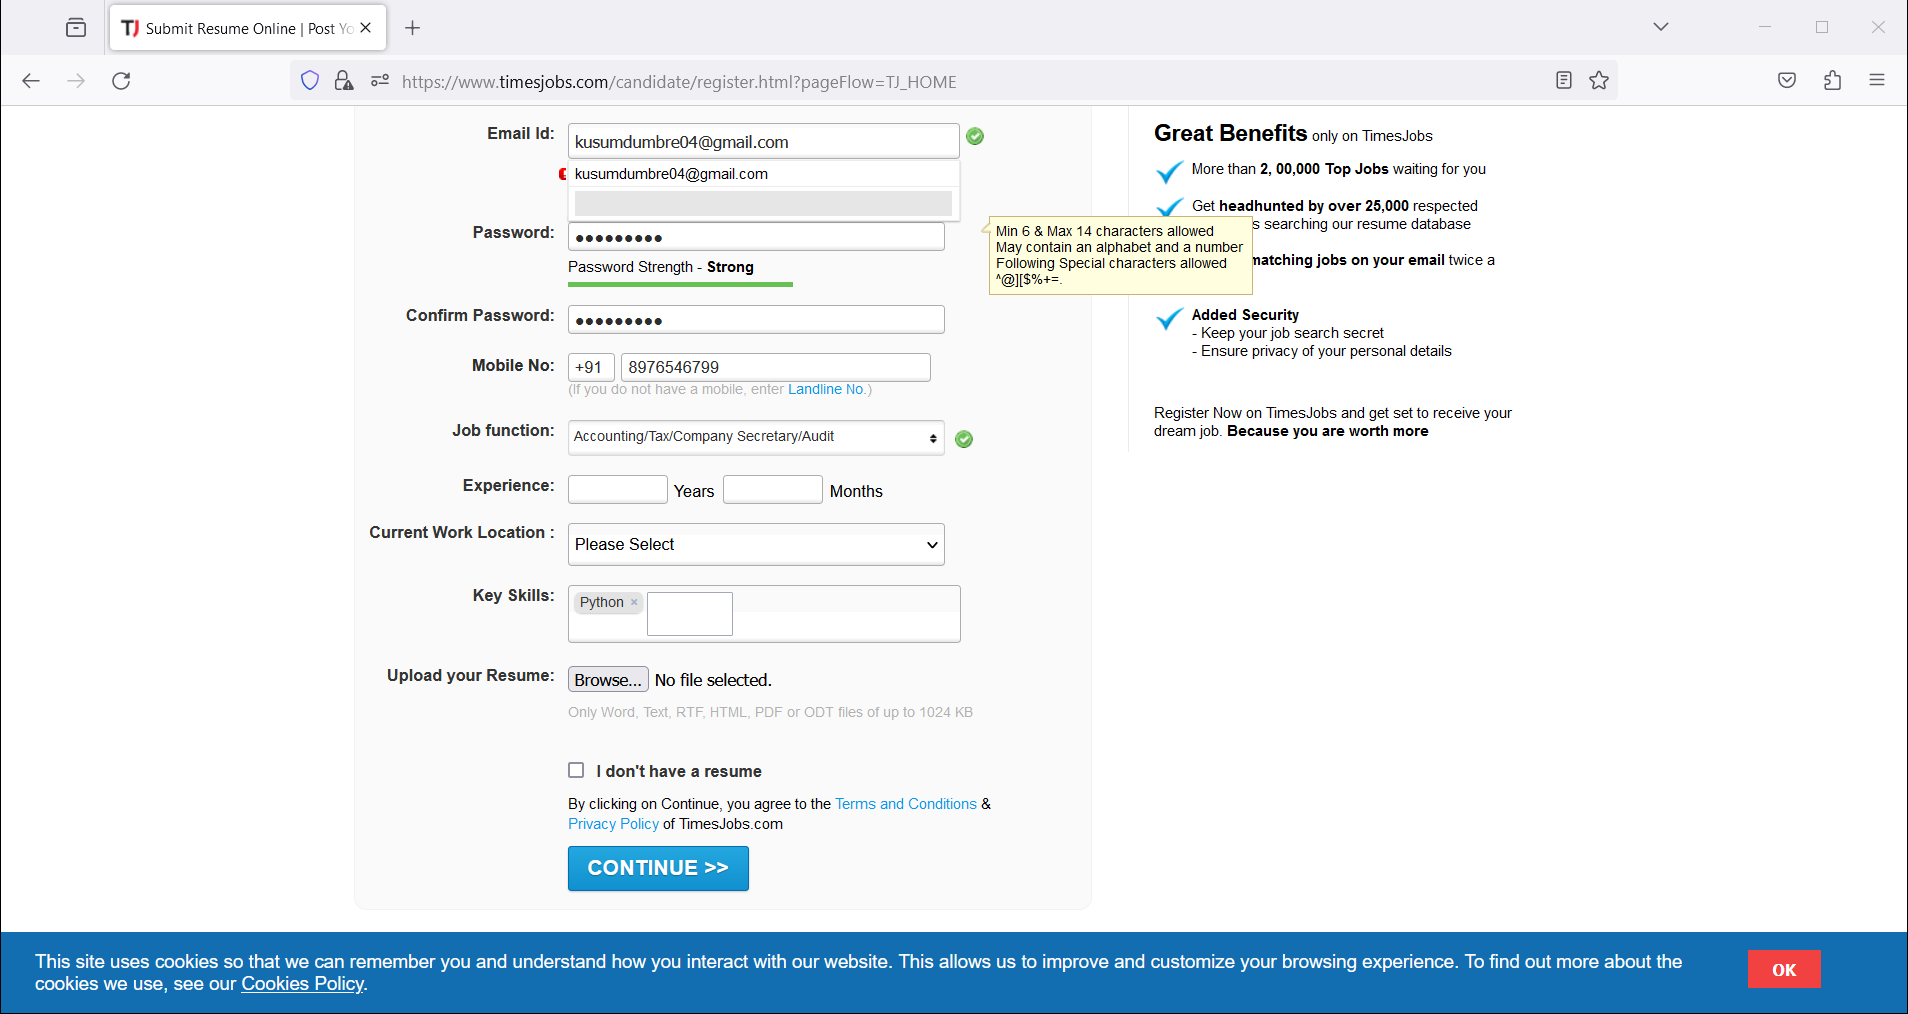 Submit Resume Online | Post Yo
https://www.timesjobs.com/candidate/register.html?pageFlow=TJ_HOME
Email Id:
kusumdumbre04@gmail.com
kusumdumbre04@gmail.com
Password:
●●●●●●●●●
Password Strength - Strong
Min 6 & Max 14 characters allowed
May contain an alphabet and a number
Following Special characters allowed
^@][$%+=.
Confirm Password:
●●●●●●●●●
Mobile No:
+91
8976546799
(If you do not have a mobile, enter Landline No.)
Job function:
Accounting/Tax/Company Secretary/Audit
Experience:
Years
Months
Current Work Location :
Please Select
Key Skills:
Python ×
Upload your Resume:
Browse... No file selected.
Only Word, Text, RTF, HTML, PDF or ODT files of up to 1024 KB
I don't have a resume
By clicking on Continue, you agree to the Terms and Conditions &
Privacy Policy of TimesJobs.com
CONTINUE >>
Great Benefits only on TimesJobs
More than 2, 00,000 Top Jobs waiting for you
Get headhunted by over 25,000 respected
s searching our resume database
matching jobs on your email twice a
Added Security
- Keep your job search secret
- Ensure privacy of your personal details
Register Now on TimesJobs and get set to receive your
dream job. Because you are worth more
This site uses cookies so that we can remember you and understand how you interact with our website. This allows us to improve and customize your browsing experience. To find out more about the
cookies we use, see our Cookies Policy.
OK